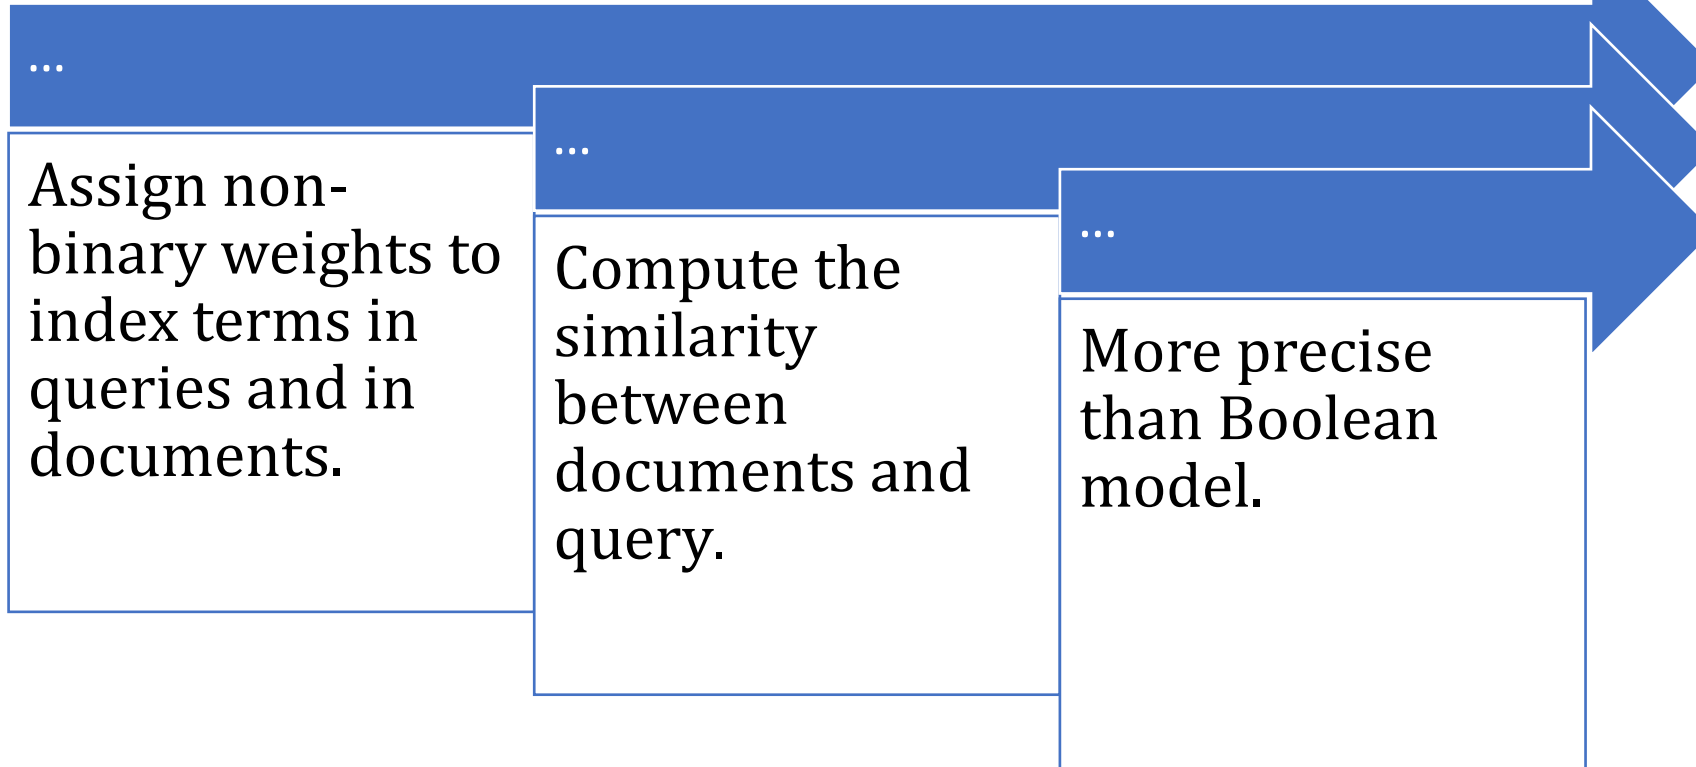 ...
Assign non-
binary weights to
index terms in
queries and in
documents.
...
Compute the
similarity
between
documents and
query.
...
More precise
than Boolean
model.